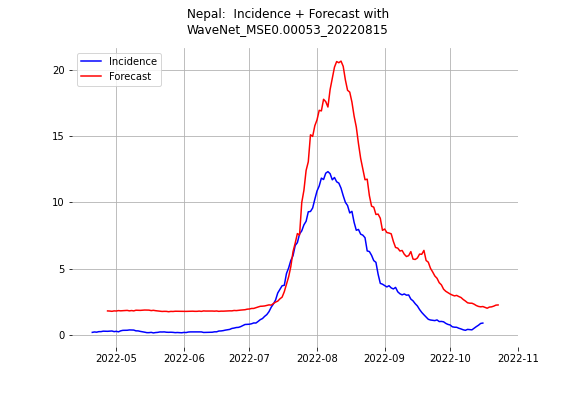 Nepal:  Incidence + Forecast with
WaveNet_MSE0.00053_20220815
Incidence
Forecast
20
15
10
5
0
2022-05 2022-06 2022-07 2022-08 2022-09 2022-10 2022-11